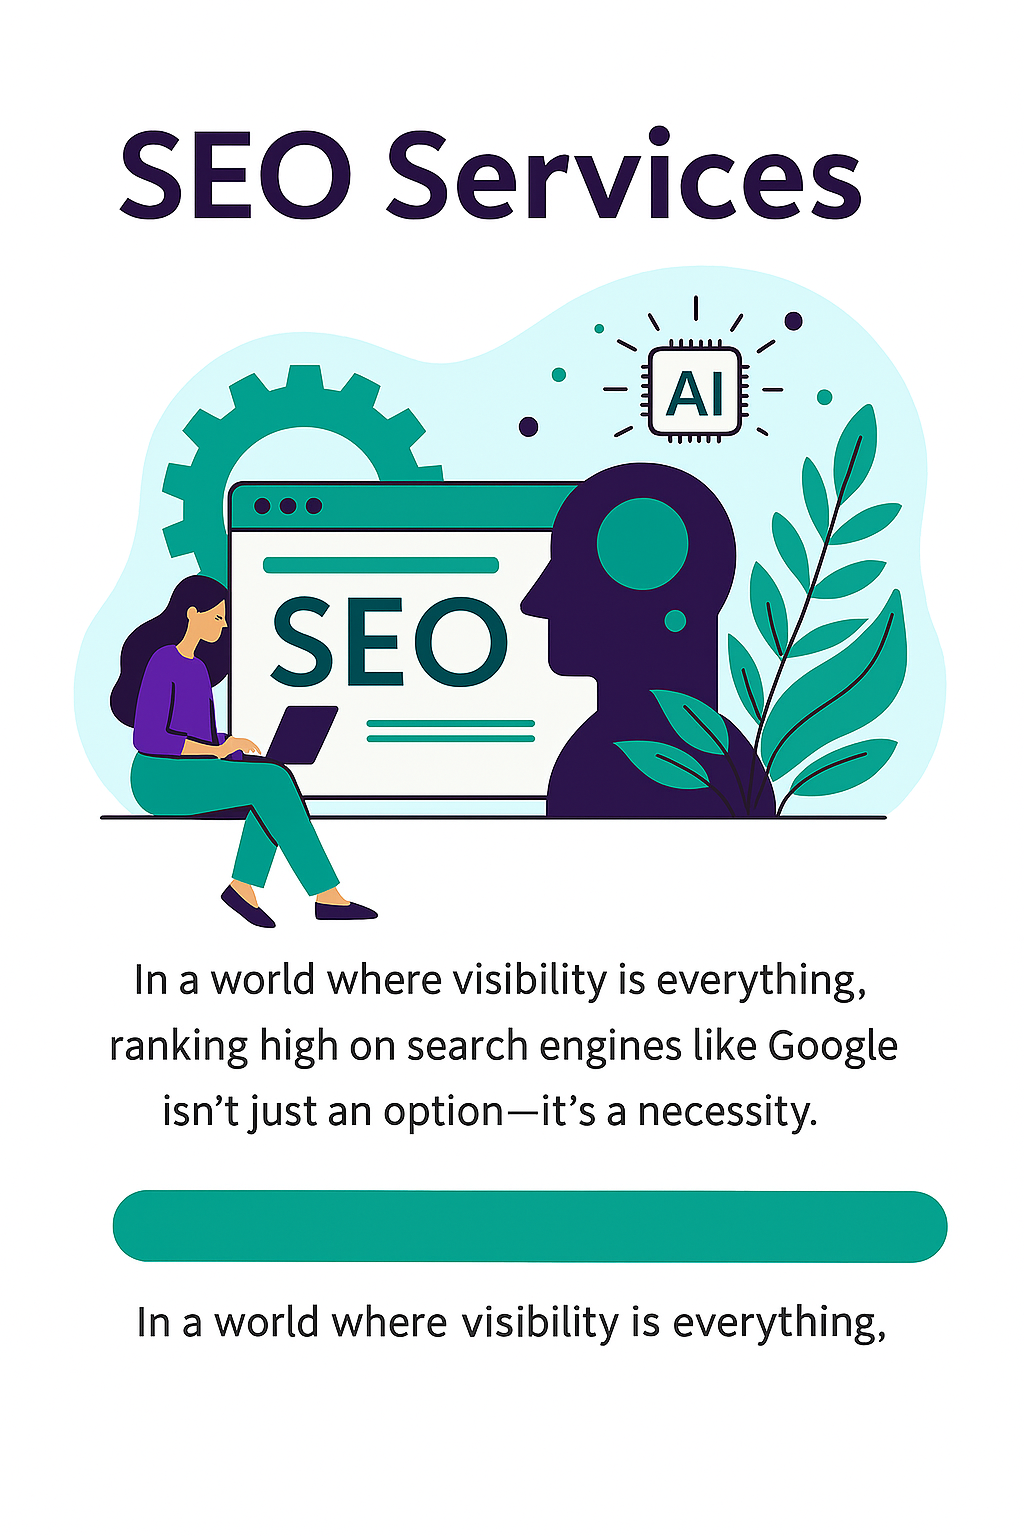 SEO Services
AI
SEO
In a world where visibility is everything,
ranking high on search engines like Google
isn’t just an option—it’s a necessity.
In a world where visibility is everything,